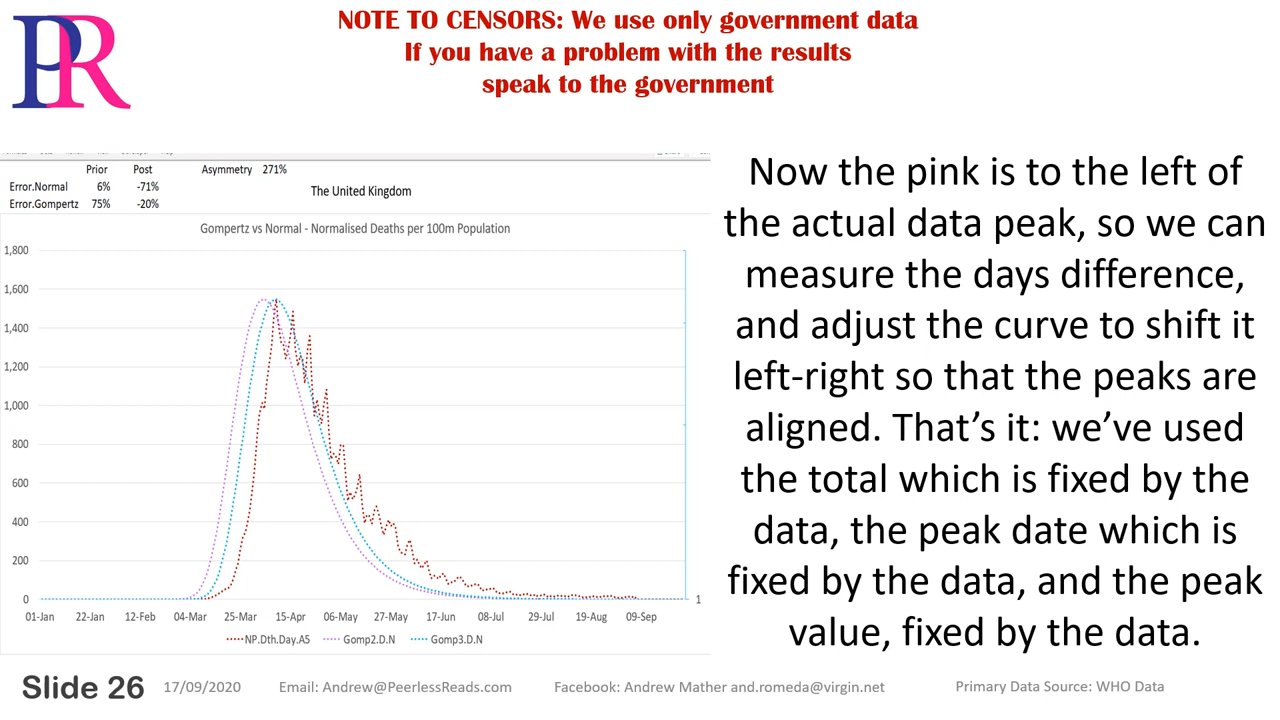 PR
NOTE TO CENSORS: We use only government data
If you have a problem with the results
speak to the government
Prior Post Asymmetry 271%
Error.Normal 6% -71%
Error.Gompertz 75% -20%
The United Kingdom
Gompertz vs Normal - Normalised Deaths per 100m Population
1,800
1,600
1,400
1,200
1,000
800
600
400
200
0
1
01-Jan 22-Jan 12-Feb 04-Mar 25-Mar 15-Apr 06-May 27-May 17-Jun 08-Jul 29-Jul 19-Aug 09-Sep
NP.Dth.Day.A5 Gomp2.D.N Gomp3.D.N
Now the pink is to the left of
the actual data peak, so we can
measure the days difference,
and adjust the curve to shift it
left-right so that the peaks are
aligned. That’s it: we’ve used
the total which is fixed by the
data, the peak date which is
fixed by the data, and the peak
value, fixed by the data.
Slide 26 17/09/2020 Email: Andrew@PeerlessReads.com Facebook: Andrew Mather and.romeda@virgin.net Primary Data Source: WHO Data